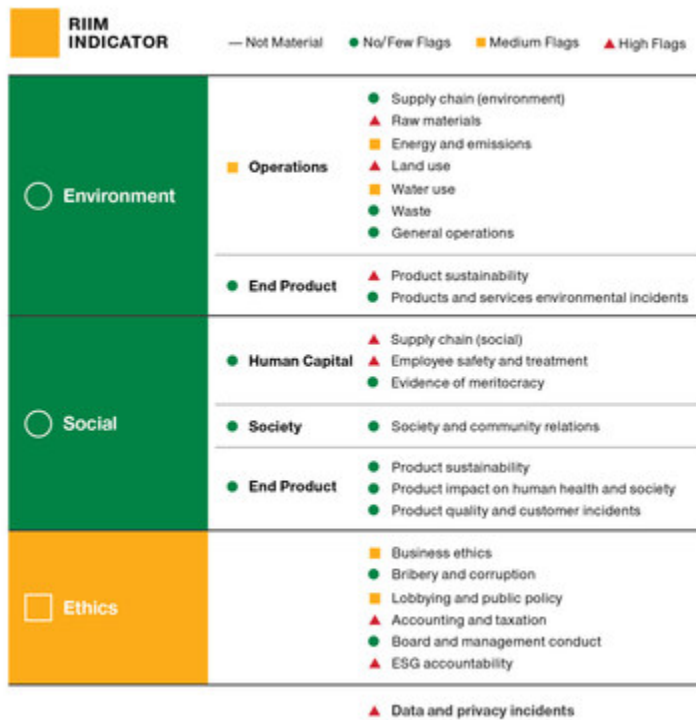 RIIM
INDICATOR
— Not Material
No/Few Flags
Medium Flags
High Flags
Environment
Operations
Supply chain (environment)
Raw materials
Energy and emissions
Land use
Water use
Waste
General operations
End Product
Product sustainability
Products and services environmental incidents
Social
Human Capital
Supply chain (social)
Employee safety and treatment
Evidence of meritocracy
Society
Society and community relations
End Product
Product sustainability
Product impact on human health and society
Product quality and customer incidents
Ethics
Business ethics
Bribery and corruption
Lobbying and public policy
Accounting and taxation
Board and management conduct
ESG accountability
Data and privacy incidents